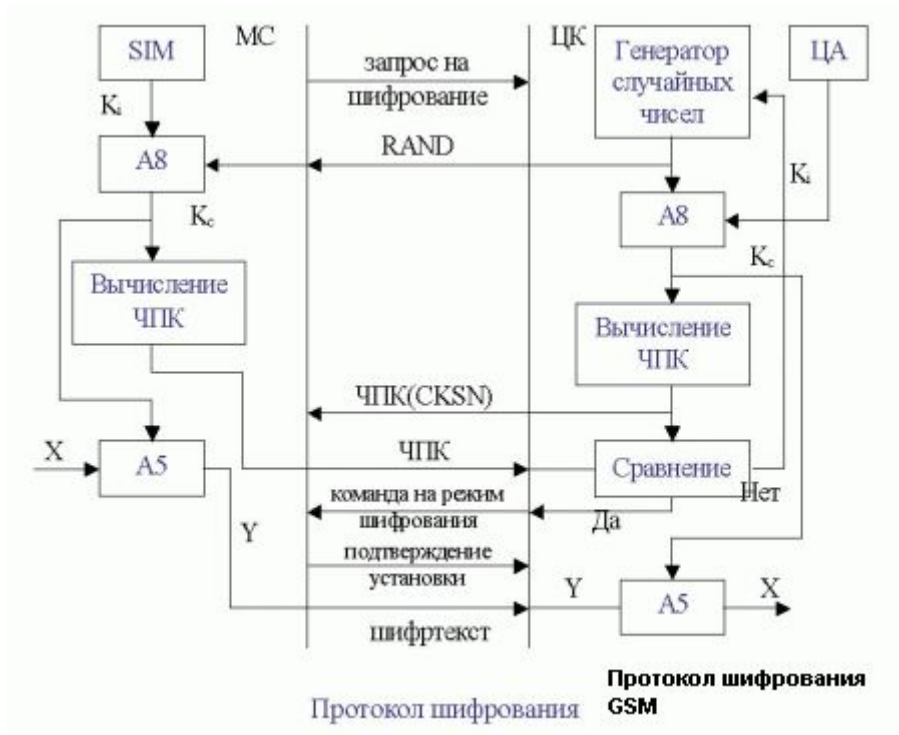 SIM
МС
ЦК
Генератор
случайных
чисел
ЦА
запрос на
шифрование
Ki
RAND
A8
Ki
A8
Kc
Kc
Вычисление
ЧПК
Вычисление
ЧПК
ЧПК(CKSN)
X
A5
ЧПК
Сравнение
Нет
команда на режим
шифрования
Да
Y
подтверждение
установки
Y
A5
X
шифртекст
Протокол шифрования
Протокол шифрования
GSM